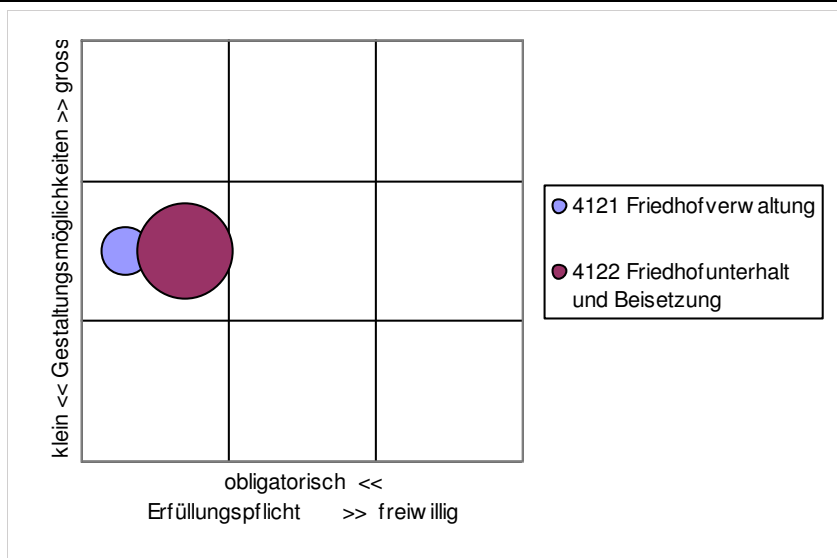 klein << Gestaltungsmöglichkeiten >> gross
4121 Friedhofverwaltung
4122 Friedhofunterhalt
und Beisetzung
obligatorisch <<
Erfüllungspflicht >> freiwillig